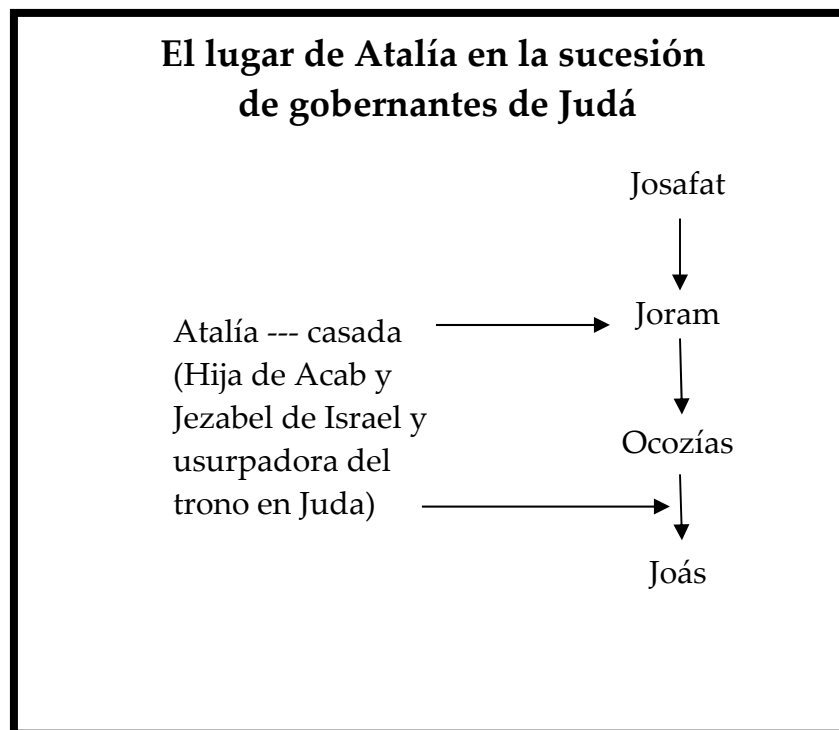 El lugar de Atalía en la sucesión
de gobernantes de Judá
Josafat
Joram
Atalía --- casada
(Hija de Acab y
Jezabel de Israel y
usurpadora del
trono en Juda)
Ocozías
Joás